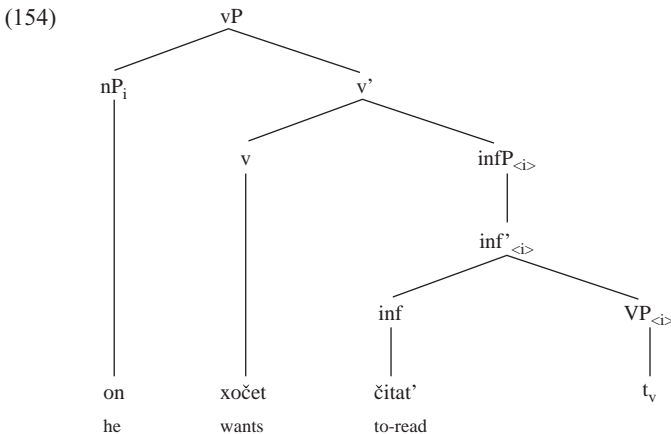 (154) vP
nP_i v’
v infP_<i>
inf’_<i>
inf VP_<i>
on xočet čitat’ t_v
he wants to-read